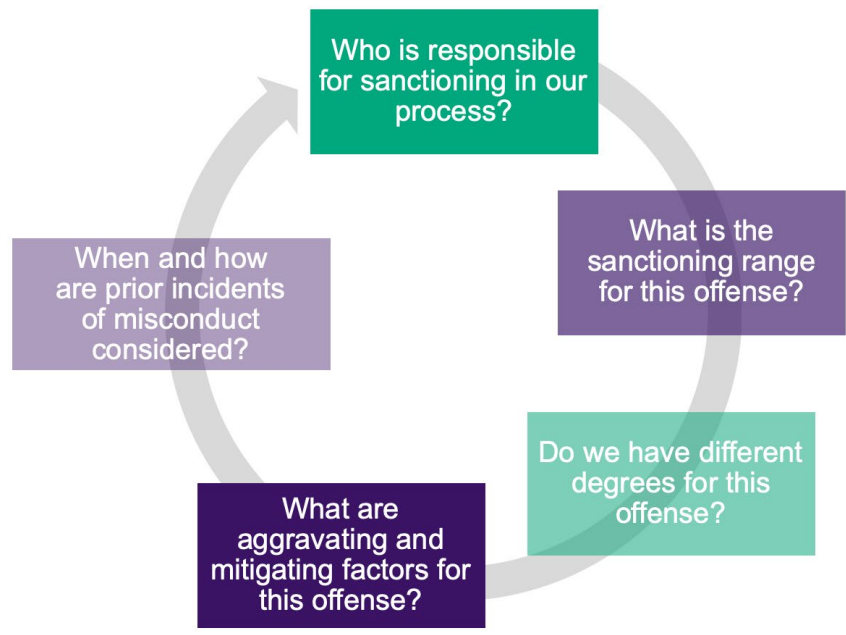 Who is responsible
for sanctioning in our
process?
What is the
sanctioning range
for this offense?
Do we have different
degrees for this
offense?
What are
aggravating and
mitigating factors for
this offense?
When and how
are prior incidents
of misconduct
considered?